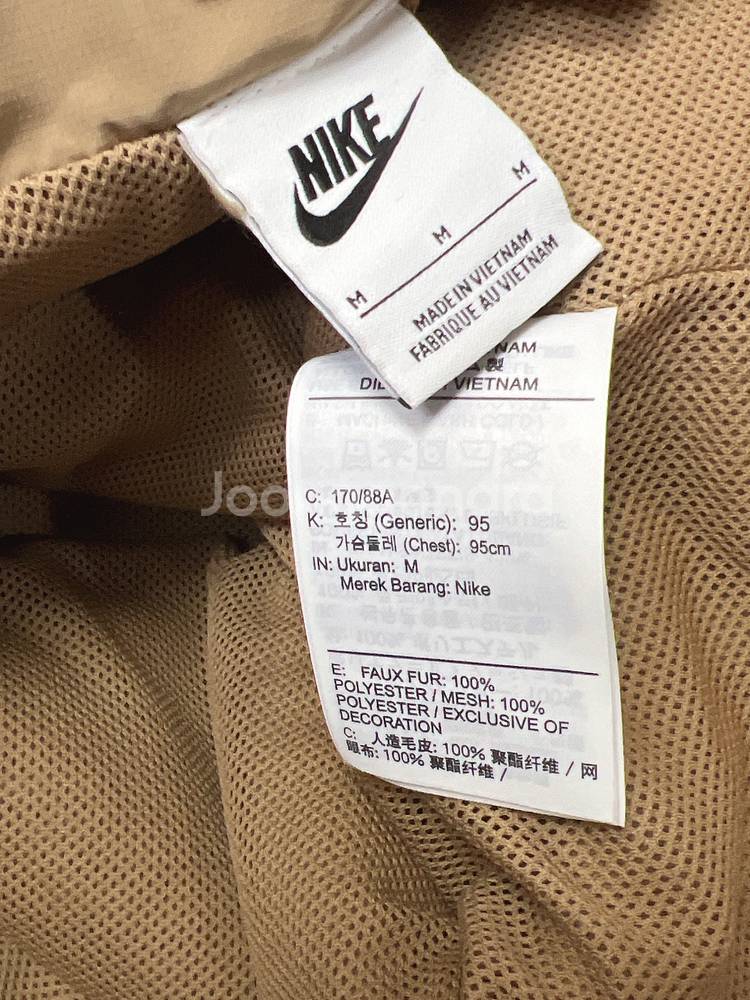 NIKE
M M M
MADE IN VIETNAM
FABRIQUE AU VIETNAM
NAM
製
VIETNAM
C: 170/88A
K: 호칭 (Generic): 95
가슴둘레 (Chest): 95cm
IN: Ukuran: M
Merek Barang: Nike
E: FAUX FUR: 100%
POLYESTER / MESH: 100%
POLYESTER / EXCLUSIVE OF
DECORATION
C: 人造毛皮: 100% 聚酯纤维 / 网
眼布: 100% 聚酯纤维 /